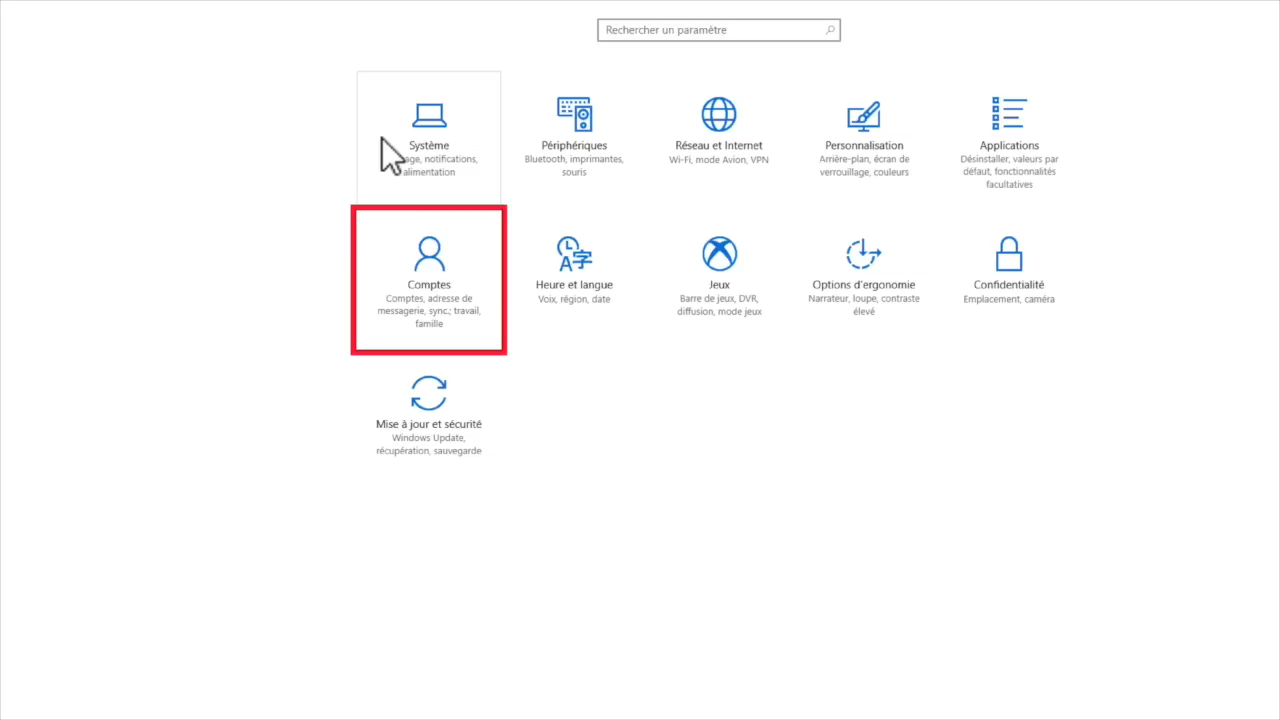 Rechercher un paramètre
Système
age, notifications,
alimentation
Périphériques
Bluetooth, imprimantes,
souris
Réseau et Internet
Wi-Fi, mode Avion, VPN
Personnalisation
Arrière-plan, écran de
verrouillage, couleurs
Applications
Désinstaller, valeurs par
défaut, fonctionnalités
facultatives
Comptes
Comptes, adresse de
messagerie, sync.; travail,
famille
Heure et langue
Voix, région, date
Jeux
Barre de jeux, DVR,
diffusion, mode jeux
Options d'ergonomie
Narrateur, loupe, contraste
élevé
Confidentialité
Emplacement, caméra
Mise à jour et sécurité
Windows Update,
récupération, sauvegarde